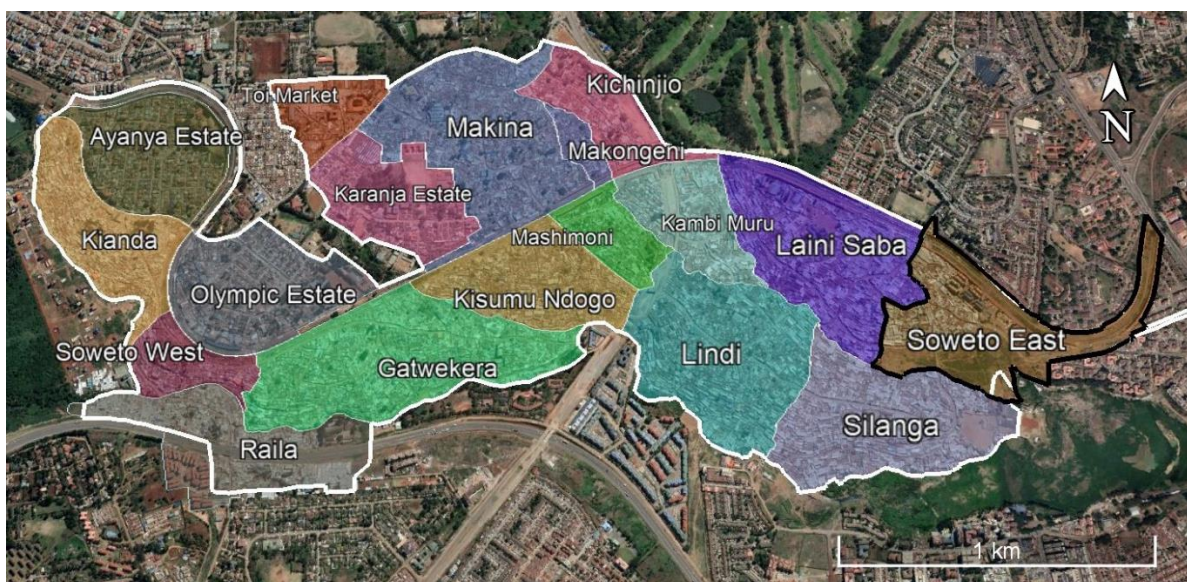 Toi Market
Kichinjio
Ayanya Estate
Makina
Makongeni
N
Karanja Estate
Kianda
Mashimoni
Kambi Muru
Laini Saba
Olympic Estate
Kisumu Ndogo
Soweto West
Gatwekera
Lindi
Soweto East
Raila
Silanga
1 km